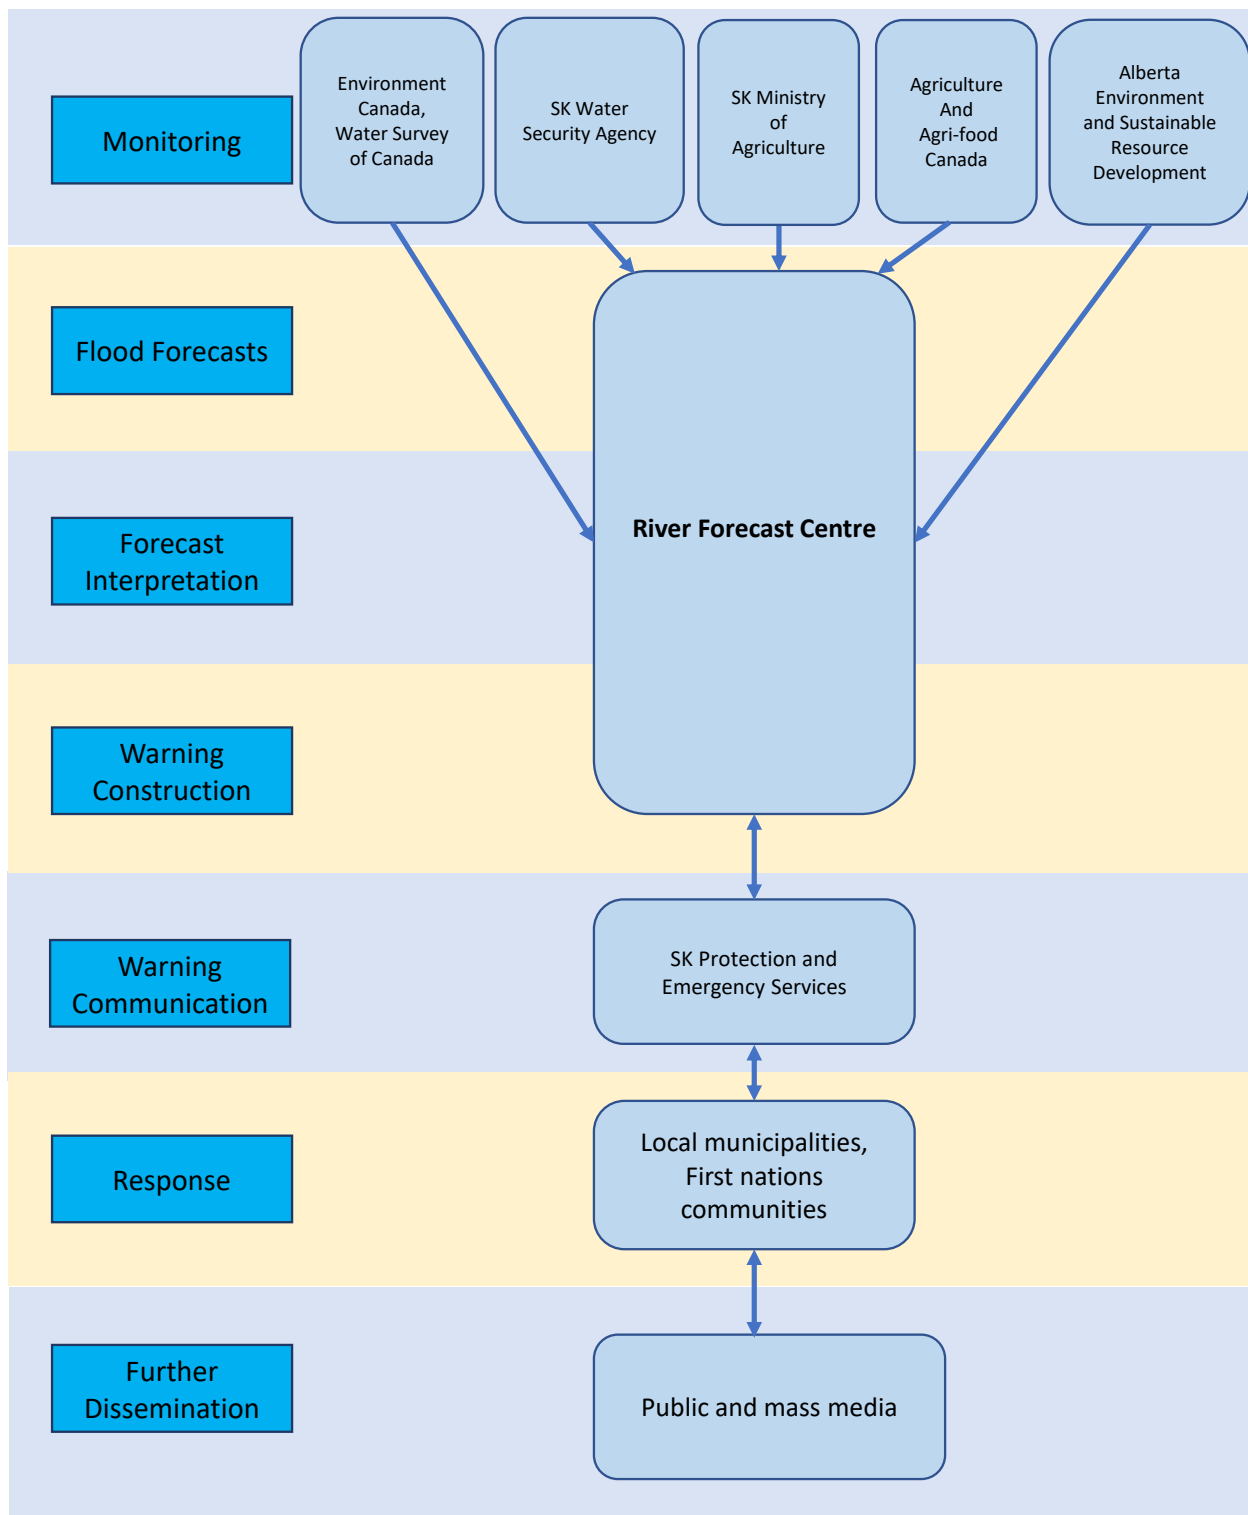 Monitoring
Environment
Canada,
Water Survey
of Canada
SK Water
Security Agency
SK Ministry
of
Agriculture
Agriculture
And
Agri-food
Canada
Alberta
Environment
and Sustainable
Resource
Development
Flood Forecasts
River Forecast Centre
Forecast
Interpretation
Warning
Construction
Warning
Communication
SK Protection and
Emergency Services
Response
Local municipalities,
First nations
communities
Further
Dissemination
Public and mass media